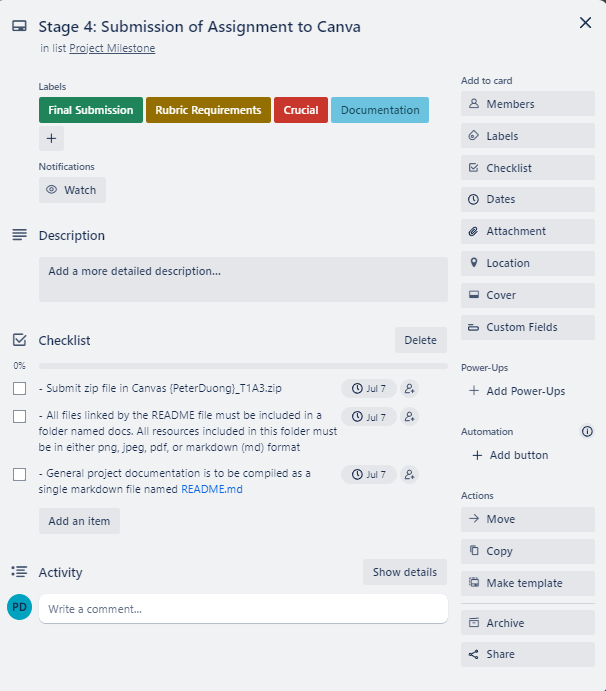 Stage 4: Submission of Assignment to Canva
in list Project Milestone
Labels
Final Submission
Rubric Requirements
Crucial
Documentation
Notifications
Watch
Description
Add a more detailed description...
Checklist
Delete
0%
- Submit zip file in Canvas {PeterDuong}_T1A3.zip
Jul 7
- All files linked by the README file must be included in a
folder named docs. All resources included in this folder must
be in either png, jpeg, pdf, or markdown (md) format
Jul 7
- General project documentation is to be compiled as a
single markdown file named README.md
Jul 7
Add an item
Activity
Show details
PD
Write a comment...
Add to card
Members
Labels
Checklist
Dates
Attachment
Location
Cover
Custom Fields
Power-Ups
+ Add Power-Ups
Automation
+ Add button
Actions
Move
Copy
Make template
Archive
Share